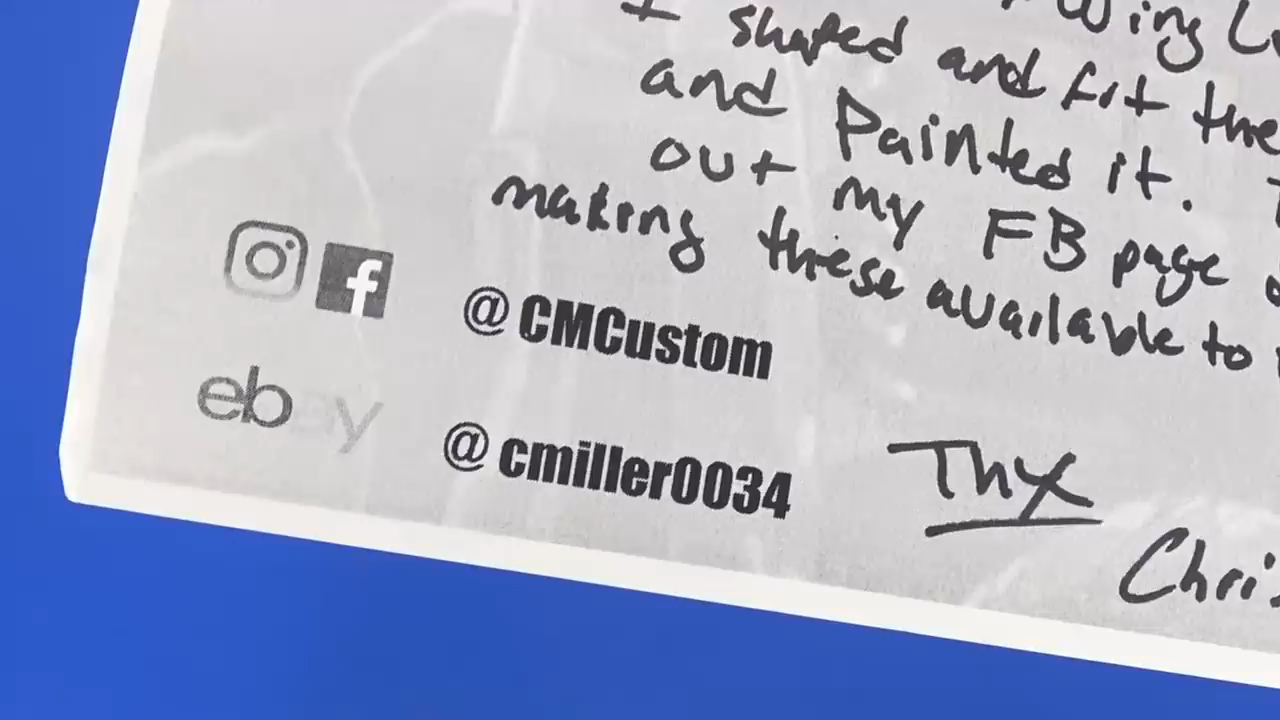 I shaped and fit the
and Painted it.
out my FB page
making these available to
@CMCustom
ebay @cmiller0034
Thx
Chris